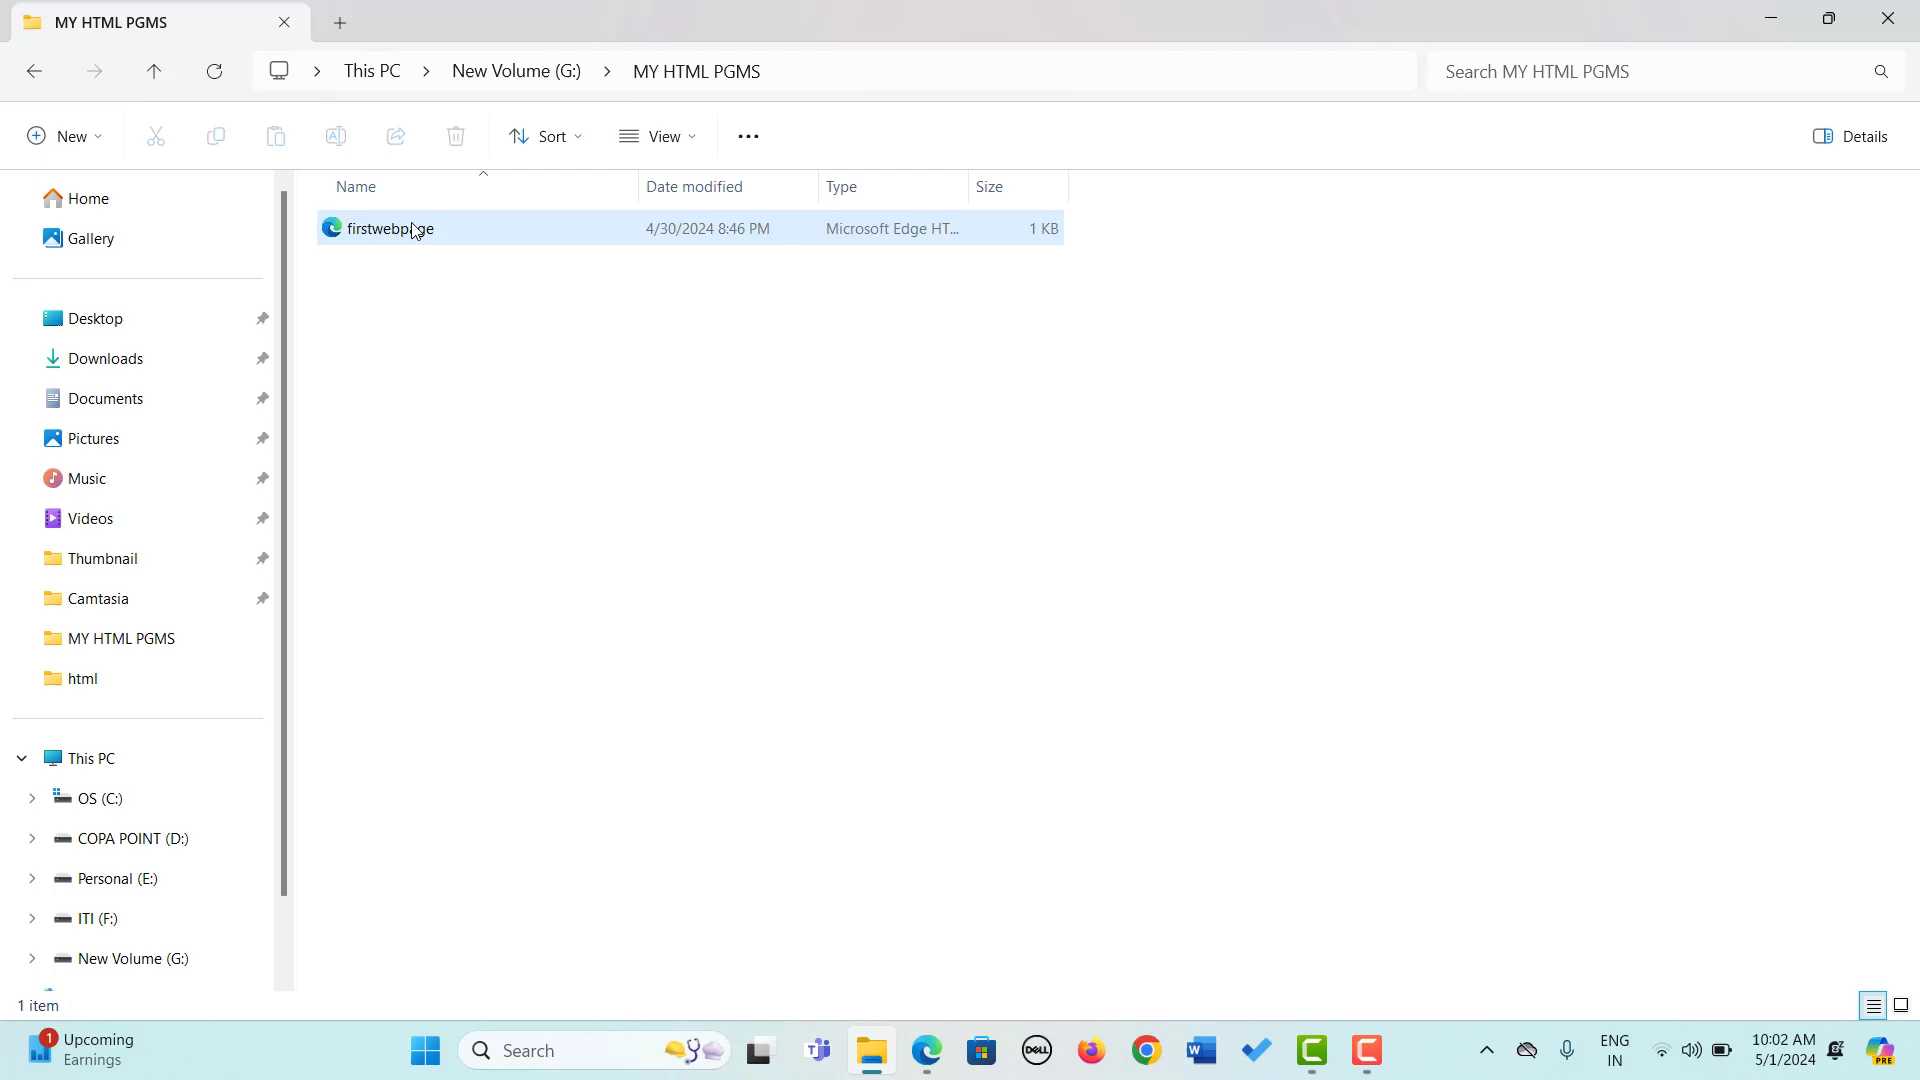 MY HTML PGMS
This PC
New Volume (G:)
MY HTML PGMS
Search MY HTML PGMS
New
Sort
View
Details
Name
Date modified
Type
Size
firstwebpage
4/30/2024 8:46 PM
Microsoft Edge HT...
1 KB
Home
Gallery
Desktop
Downloads
Documents
Pictures
Music
Videos
Thumbnail
Camtasia
MY HTML PGMS
html
This PC
OS (C:)
COPA POINT (D:)
Personal (E:)
ITI (F:)
New Volume (G:)
1 item
1
Upcoming
Earnings
Search
DELL
ENG
IN
10:02 AM
5/1/2024
PRE